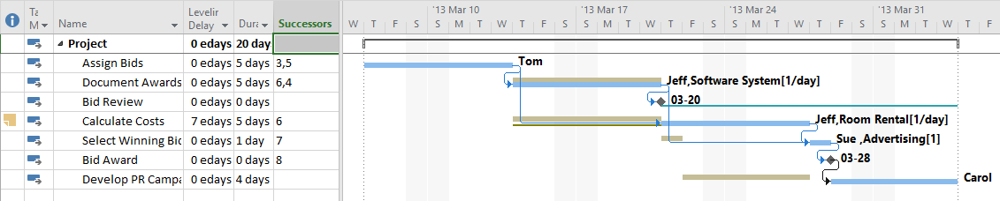 '13 Mar 10 '13 Mar 17 '13 Mar 24 '13 Mar 31
Ta M Name Levelin Delay Dura Successors W T F S S M T W T F S S M T W T F S S M T W T F S S M T W T F
Project 0 edays 20 day
Assign Bids 0 edays 5 days 3,5 Tom
Document Awards 0 edays 5 days 6,4 Jeff,Software System[1/day]
Bid Review 0 edays 0 days 03-20
Calculate Costs 7 edays 5 days 6 Jeff,Room Rental[1/day]
Select Winning Bid 0 edays 1 day 7 Sue ,Advertising[1]
Bid Award 0 edays 0 days 8 03-28
Develop PR Campa 0 edays 4 days Carol